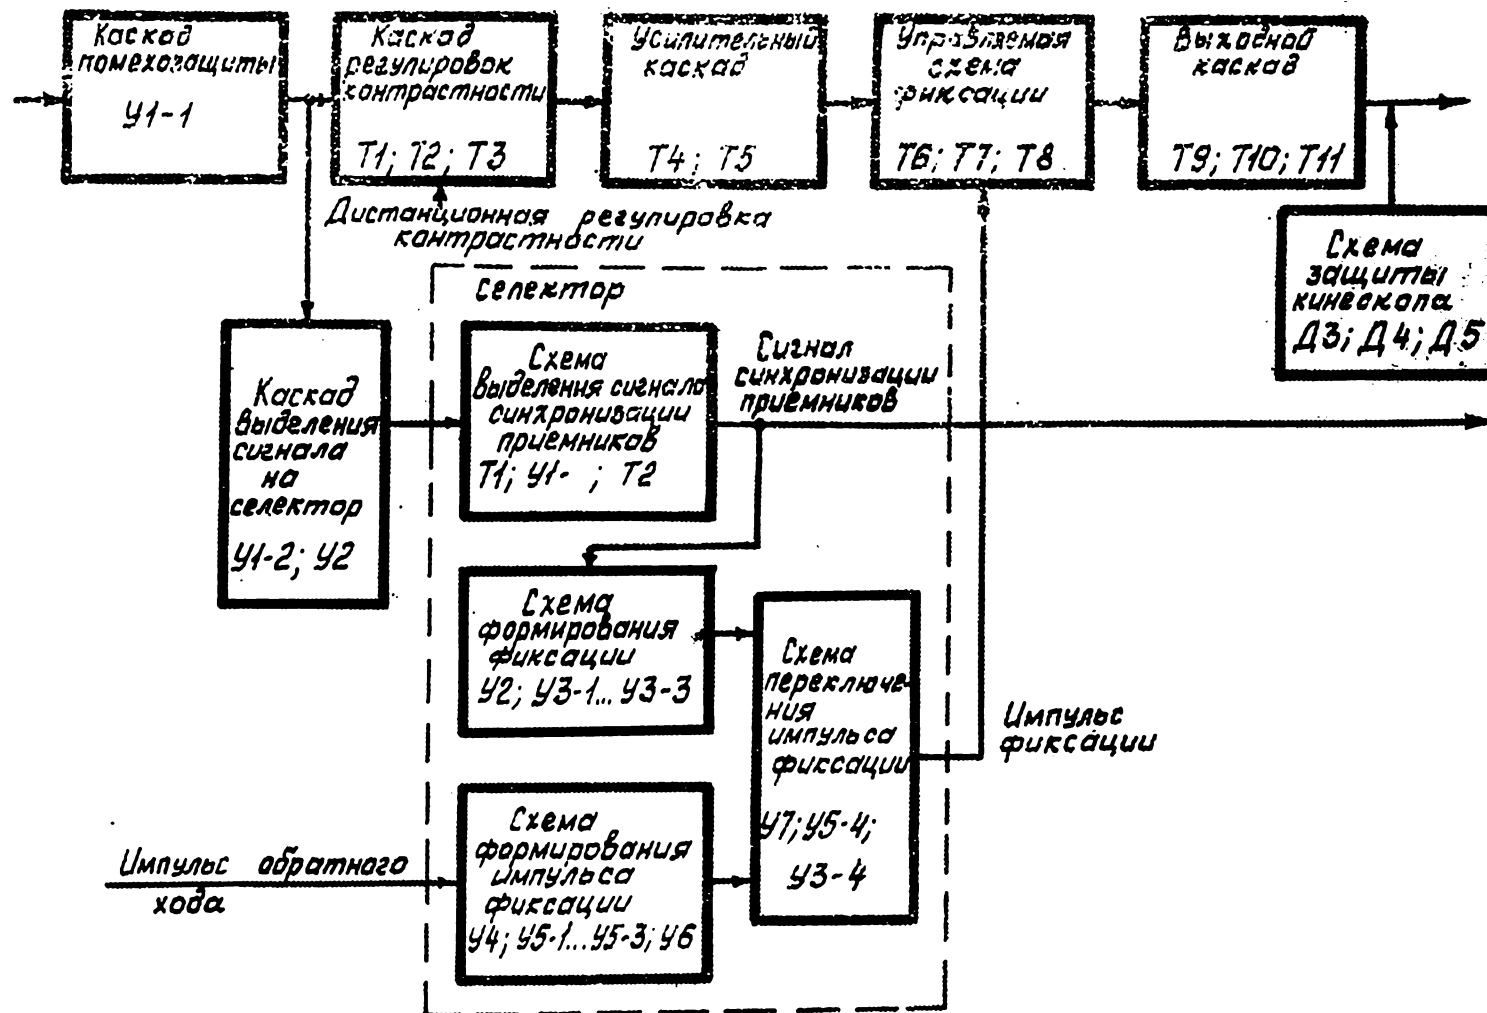 Каскад
помехозащиты
У1-1
Каскад
регулировок
контрастности
Т1; Т2; Т3
Усилительный
каскад
Т4; Т5
Управляемая
схема
фиксации
Т6; Т7; Т8
Выходной
каскад
Т9; Т10; Т11
Дистанционная регулировка
контрастности
Схема
защиты
кинескопа
Д3; Д4; Д5
Селектор
Каскад
выделения
сигнала
на
селектор
У1-2; У2
Схема
выделения сигнала
синхронизации
приёмников
Т1; У1- ; Т2
Сигнал
синхронизации
приёмников
Схема
формирования
фиксации
У2; У3-1... У3-3
Схема
переключе-
ния
импульса
фиксации
У7; У5-4;
У3-4
Импульс
фиксации
Импульс обратного
хода
Схема
формирования
импульса
фиксации
У4; У5-1...У5-3; У6